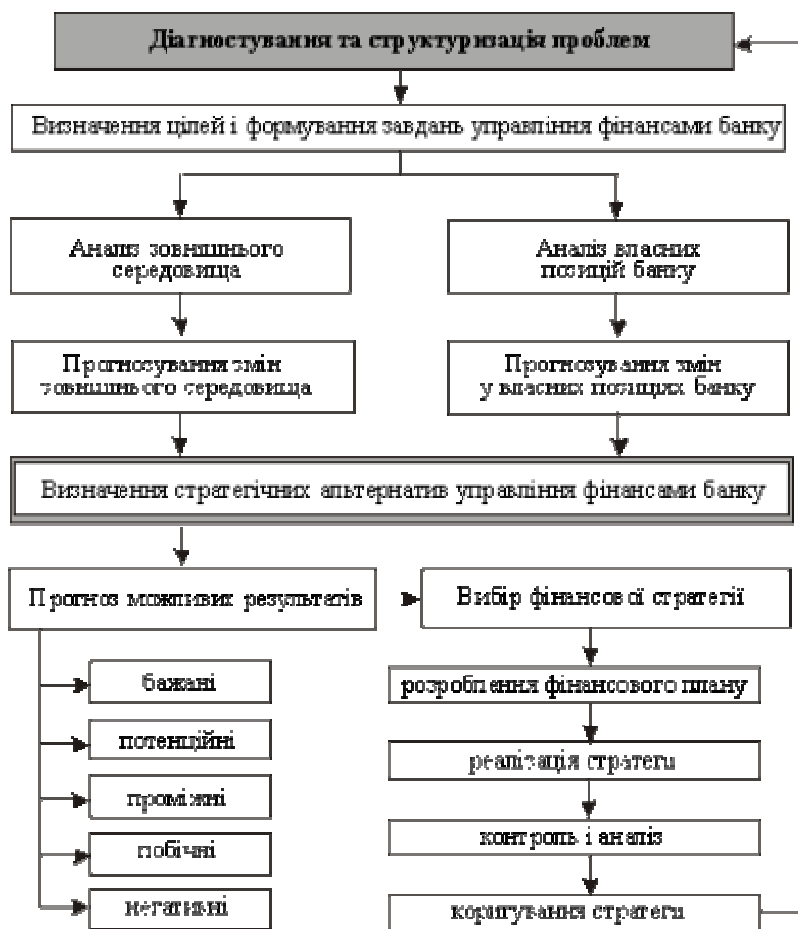 Діагностування та структуризація проблем
Визначення цілей і формування завдань управління фінансами банку
Аналіз зовнішнього
середовища
Аналіз власних
позицій банку
Прогнозування змін
зовнішнього середовища
Прогнозування змін
у власних позиціях банку
Визначення стратегічних альтернатив управління фінансами банку
Прогноз можливих результатів
Вибір фінансової стратегії
бажані
потенційні
проміжні
побічні
негативні
розроблення фінансового плану
реалізація стратегії
контроль і аналіз
коригування стратегії